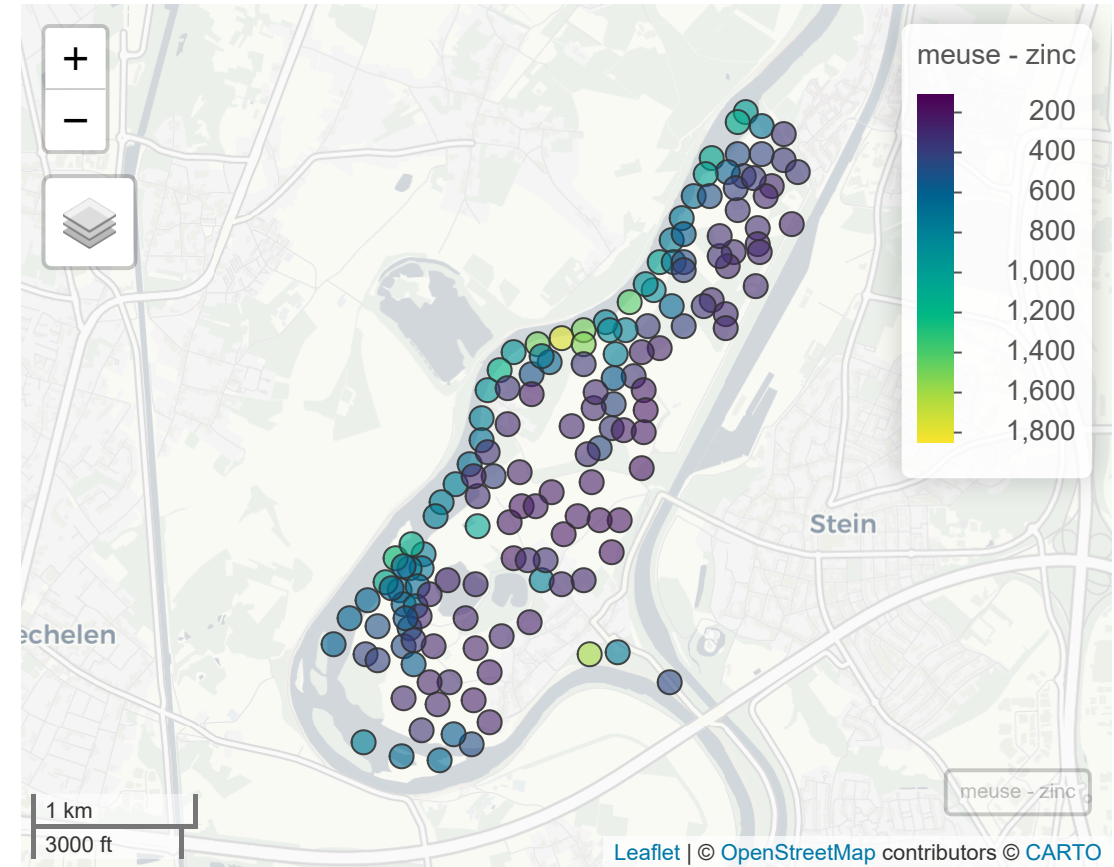 +
−
meuse - zinc
200
400
600
800
1,000
1,200
1,400
1,600
1,800
Stein
echelen
meuse - zinc
1 km
3000 ft
Leaflet | © OpenStreetMap contributors © CARTO